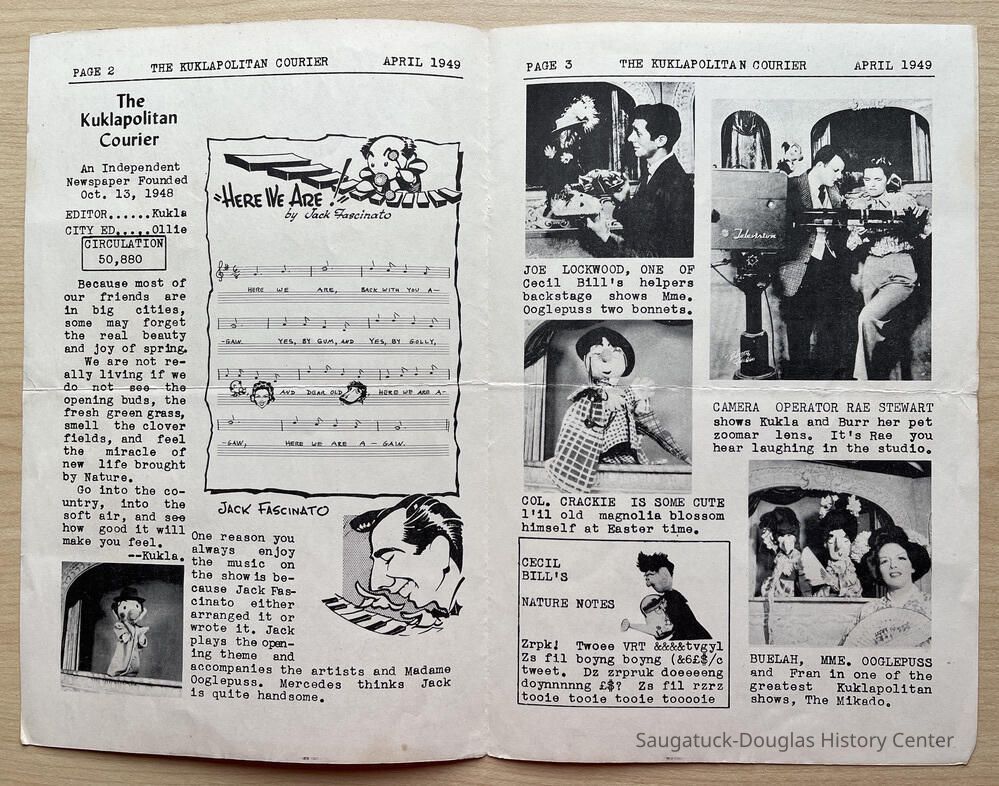 PAGE 2 THE KUKLAPOLITAN COURIER APRIL 1949
The
Kuklapolitan
Courier
An Independent
Newspaper Founded
Oct. 13, 1948
EDITOR......Kukla
CITY ED.....Ollie
CIRCULATION
50,880
Because most of
our friends are
in big cities,
some may forget
the real beauty
and joy of spring.
We are not re-
ally living if we
do not see the
opening buds, the
fresh green grass,
smell the clover
fields, and feel
the miracle of
new life brought
by Nature.
Go into the co-
untry, into the
soft air, and see
how good it will
make you feel.
--Kukla.
"HERE WE ARE!"
by Jack Fascinato
HERE WE ARE, BACK WITH YOU A-
-GAIN. YES, BY GUM, AND YES, BY GOLLY,
AND DEAR OLD HERE WE ARE A-
-GAIN, HERE WE ARE A-GAIN.
JACK FASCINATO
One reason you
always enjoy
the music on
the show is be-
cause Jack Fas-
cinato either
arranged it or
wrote it. Jack
plays the open-
ing theme and
accompanies the artists and Madame
Ooglepuss. Mercedes thinks Jack
is quite handsome.
PAGE 3 THE KUKLAPOLITAN COURIER APRIL 1949
JOE LOCKWOOD, ONE OF
Cecil Bill's helpers
backstage shows Mme.
Ooglepuss two bonnets.
COL. CRACKIE IS SOME CUTE
l'il old magnolia blossom
himself at Easter time.
CECIL
BILL'S
NATURE NOTES
Zrpk! Twoee VRT &&&&tvgyl
Zs fil boyng boyng (&6£$/c
tweet. Dz zrpruk doeeeeng
doynnnnng £$? Zs fil rzrz
tooie tooie tooie tooooie
Television
CAMERA OPERATOR RAE STEWART
shows Kukla and Burr her pet
zoomar lens. It's Rae you
hear laughing in the studio.
BUELAH, MME. OOGLEPUSS
and Fran in one of the
greatest Kuklapolitan
shows, The Mikado.
Saugatuck-Douglas History Center